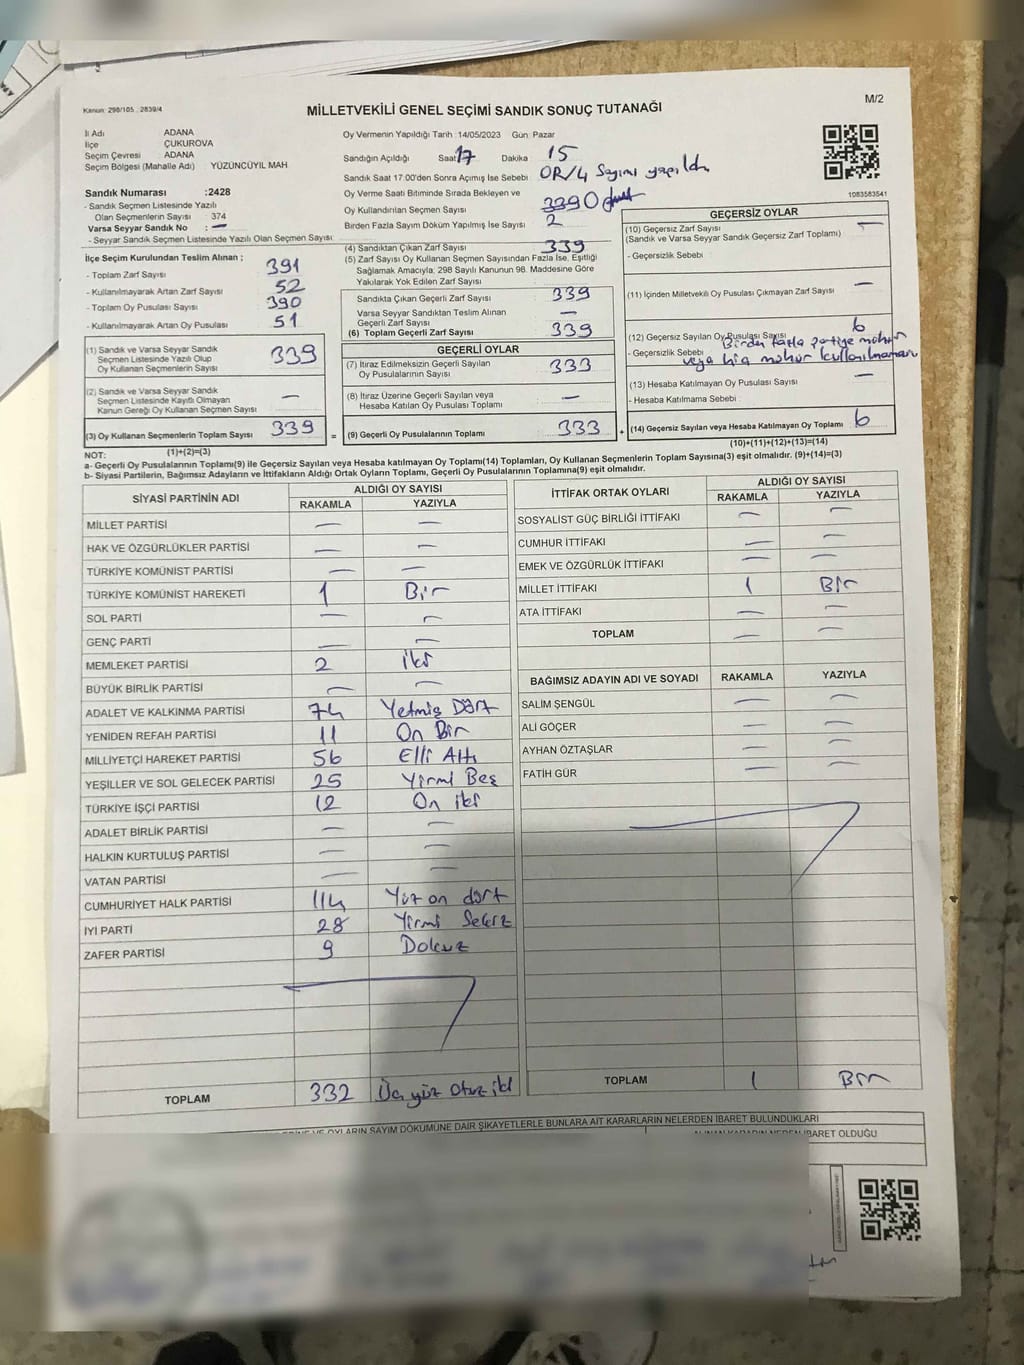 Kanun: 298/105 , 2839/4
MİLLETVEKİLİ GENEL SEÇİMİ SANDIK SONUÇ TUTANAĞI
M/2
İl Adı ADANA
İlçe ÇUKUROVA
Seçim Çevresi ADANA
Seçim Bölgesi (Mahalle Adı) YÜZÜNCÜYIL MAH
Sandık Numarası :2428
- Sandık Seçmen Listesinde Yazılı
Olan Seçmenlerin Sayısı : 374
Varsa Seyyar Sandık No : —
- Seyyar Sandık Seçmen Listesinde Yazılı Olan Seçmen Sayısı:
Oy Vermenin Yapıldığı Tarih :14/05/2023 Gün: Pazar
Sandığın Açıldığı Saat 17 Dakika 15
Sandık Saat 17.00'den Sonra Açımış İse Sebebi OR/4 Sayımı yapıldı
Oy Verme Saati Bitiminde Sırada Bekleyen ve
Oy Kullandırılan Seçmen Sayısı 339 0
Birden Fazla Sayım Döküm Yapılmış İse Sayısı 2
1083583541
İlçe Seçim Kurulundan Teslim Alınan ;
- Toplam Zarf Sayısı 391
- Kullanılmayarak Artan Zarf Sayısı 52
- Toplam Oy Pusulası Sayısı 390
- Kullanılmayarak Artan Oy Pusulası 51
(1) Sandık ve Varsa Seyyar Sandık
Seçmen Listesinde Yazılı Olup
Oy Kullanan Seçmenlerin Sayısı 339
(2) Sandık ve Varsa Seyyar Sandık
Seçmen Listesinde Kayıtlı Olmayan
Kanun Gereği Oy Kullanan Seçmen Sayısı —
(3) Oy Kullanan Seçmenlerin Toplam Sayısı 339
(1)+(2)=(3)
(4) Sandıktan Çıkan Zarf Sayısı 339
(5) Zarf Sayısı Oy Kullanan Seçmen Sayısından Fazla İse, Eşitliği
Sağlamak Amacıyla; 298 Sayılı Kanunun 98. Maddesine Göre
Yakılarak Yok Edilen Zarf Sayısı
Sandıkta Çıkan Geçerli Zarf Sayısı 339
Varsa Seyyar Sandıktan Teslim Alınan
Geçerli Zarf Sayısı —
(6) Toplam Geçerli Zarf Sayısı 339
GEÇERLİ OYLAR
(7) İtiraz Edilmeksizin Geçerli Sayılan
Oy Pusulalarının Sayısı 333
(8) İtiraz Üzerine Geçerli Sayılan veya
Hesaba Katılan Oy Pusulası Toplamı —
= (9) Geçerli Oy Pusulalarının Toplamı 333
GEÇERSİZ OYLAR
(10) Geçersiz Zarf Sayısı —
(Sandık ve Varsa Seyyar Sandık Geçersiz Zarf Toplamı)
- Geçersizlik Sebebi
(11) İçinden Milletvekili Oy Pusulası Çıkmayan Zarf Sayısı —
(12) Geçersiz Sayılan Oy Pusulası Sayısı 6
- Geçersizlik Sebebi Birden fazla partiye mühür
veya hiç mühür kullanılmaması
(13) Hesaba Katılmayan Oy Pusulası Sayısı —
- Hesaba Katılmama Sebebi
+ (14) Geçersiz Sayılan veya Hesaba Katılmayan Oy Toplamı 6
(10)+(11)+(12)+(13)=(14)
NOT:
a- Geçerli Oy Pusulalarının Toplamı(9) ile Geçersiz Sayılan veya Hesaba katılmayan Oy Toplamı(14) Toplamları, Oy Kullanan Seçmenlerin Toplam Sayısına(3) eşit olmalıdır. (9)+(14)=(3)
b- Siyasi Partilerin, Bağımsız Adayların ve İttifakların Aldığı Ortak Oyların Toplamı, Geçerli Oy Pusulalarının Toplamına(9) eşit olmalıdır.
SİYASİ PARTİNİN ADI ALDIĞI OY SAYISI
RAKAMLA YAZIYLA
MİLLET PARTİSİ — —
HAK VE ÖZGÜRLÜKLER PARTİSİ — —
TÜRKİYE KOMÜNİST PARTİSİ — —
TÜRKİYE KOMÜNİST HAREKETİ 1 Bir
SOL PARTİ — —
GENÇ PARTİ — —
MEMLEKET PARTİSİ 2 iki
BÜYÜK BİRLİK PARTİSİ — —
ADALET VE KALKINMA PARTİSİ 74 Yetmiş Dört
YENİDEN REFAH PARTİSİ 11 On Bir
MİLLİYETÇİ HAREKET PARTİSİ 56 Elli Altı
YEŞİLLER VE SOL GELECEK PARTİSİ 25 Yirmi Beş
TÜRKİYE İŞÇİ PARTİSİ 12 On iki
ADALET BİRLİK PARTİSİ — —
HALKIN KURTULUŞ PARTİSİ — —
VATAN PARTİSİ — —
CUMHURİYET HALK PARTİSİ 114 Yüz on dört
İYİ PARTİ 28 Yirmi Sekiz
ZAFER PARTİSİ 9 Dokuz
TOPLAM 332 Üç yüz Otuz iki
İTTİFAK ORTAK OYLARI ALDIĞI OY SAYISI
RAKAMLA YAZIYLA
SOSYALİST GÜÇ BİRLİĞİ İTTİFAKI — —
CUMHUR İTTİFAKI — —
EMEK VE ÖZGÜRLÜK İTTİFAKI — —
MİLLET İTTİFAKI 1 Bir
ATA İTTİFAKI — —
TOPLAM — —
BAĞIMSIZ ADAYIN ADI VE SOYADI RAKAMLA YAZIYLA
SALİM ŞENGÜL — —
ALİ GÖÇER — —
AYHAN ÖZTAŞLAR — —
FATİH GÜR — —
TOPLAM 1 Bir
OYLARIN SAYIM DÖKÜMÜNE DAİR ŞİKAYETLERLE BUNLARA AİT KARARLARIN NELERDEN İBARET BULUNDUKLARI
İBARET OLDUĞU